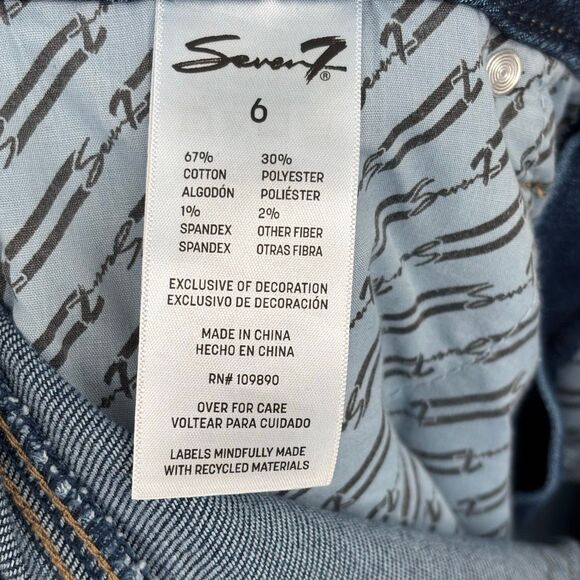 Seven7®
6
67% 30%
COTTON POLYESTER
ALGODÓN POLIÉSTER
1% 2%
SPANDEX OTHER FIBER
SPANDEX OTRAS FIBRA
EXCLUSIVE OF DECORATION
EXCLUSIVO DE DECORACIÓN
MADE IN CHINA
HECHO EN CHINA
RN# 109890
OVER FOR CARE
VOLTEAR PARA CUIDADO
LABELS MINDFULLY MADE
WITH RECYCLED MATERIALS